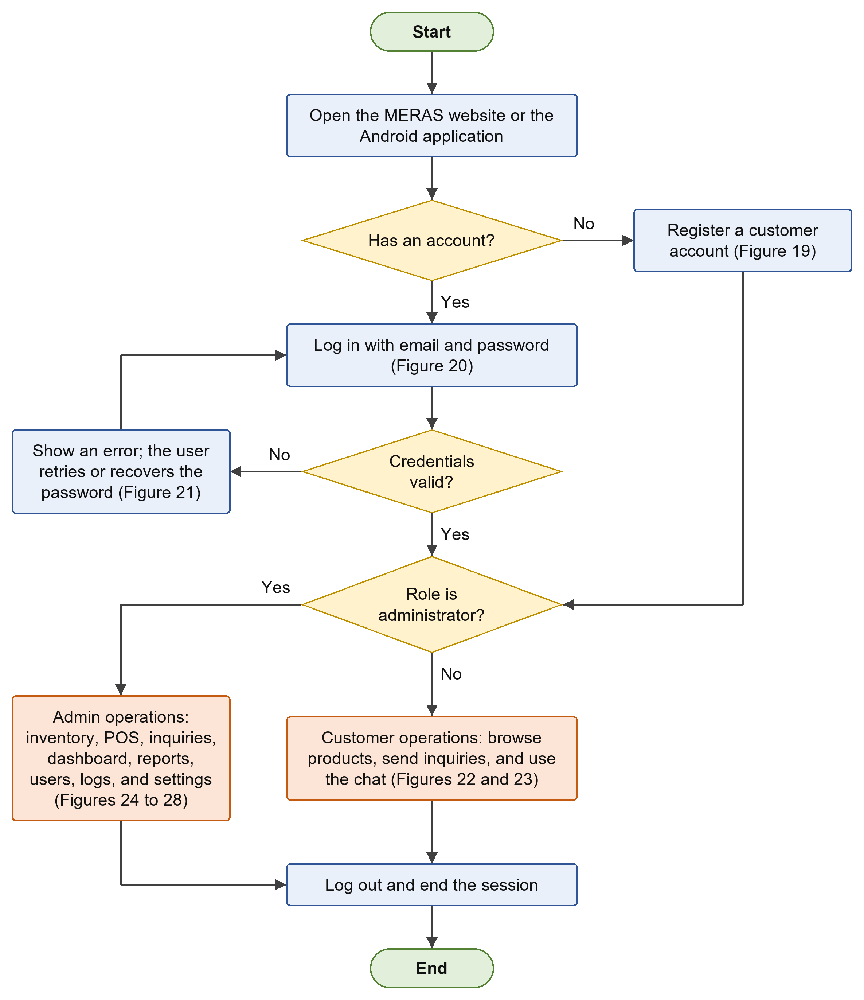 Start
Open the MERAS website or the
Android application
Has an account?
No
Register a customer
account (Figure 19)
Yes
Log in with email and password
(Figure 20)
Show an error; the user
retries or recovers the
password (Figure 21)
No
Credentials
valid?
Yes
Yes
Role is
administrator?
No
Admin operations:
inventory, POS, inquiries,
dashboard, reports,
users, logs, and settings
(Figures 24 to 28)
Customer operations: browse
products, send inquiries, and use
the chat (Figures 22 and 23)
Log out and end the session
End